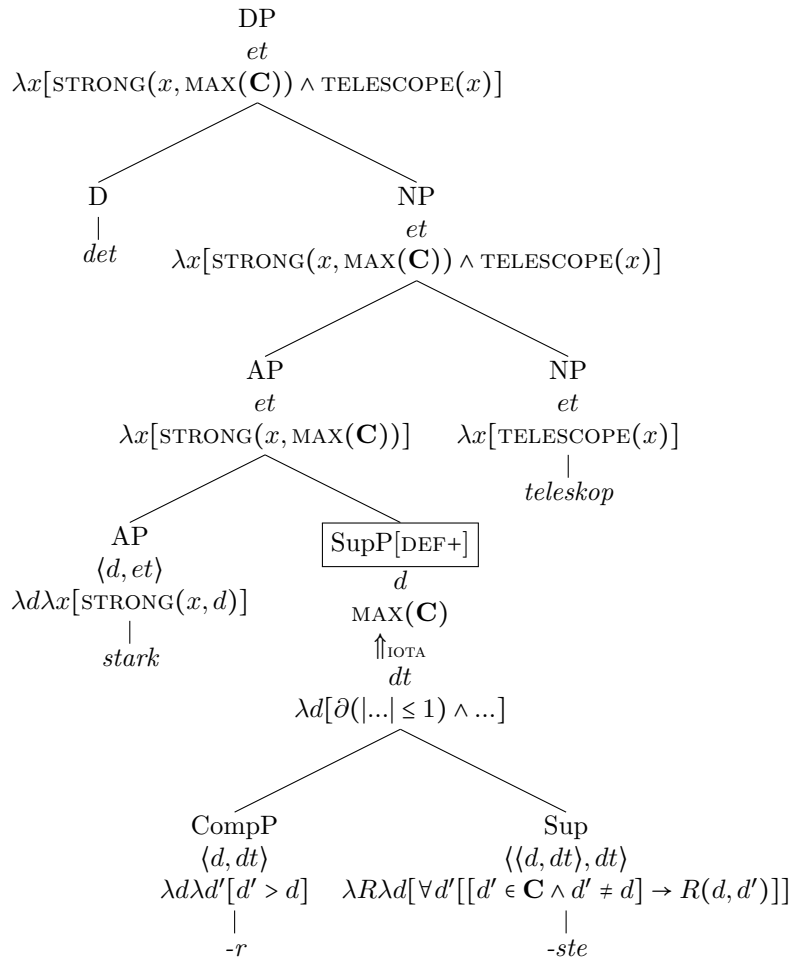 DP
et
λx[STRONG(x, MAX(C)) ∧ TELESCOPE(x)]
D
NP
et
det
λx[STRONG(x, MAX(C)) ∧ TELESCOPE(x)]
AP
NP
et
et
λx[STRONG(x, MAX(C))]
λx[TELESCOPE(x)]
teleskop
AP
SupP[DEF+]
⟨d, et⟩
d
λdλx[STRONG(x, d)]
MAX(C)
stark
⇑IOTA
dt
λd[∂(|...| ≤ 1) ∧ ...]
CompP
Sup
⟨d, dt⟩
⟨⟨d, dt⟩, dt⟩
λdλd′[d′ > d]
λRλd[∀d′[[d′ ∈ C ∧ d′ ≠ d] → R(d, d′)]]
-r
-ste